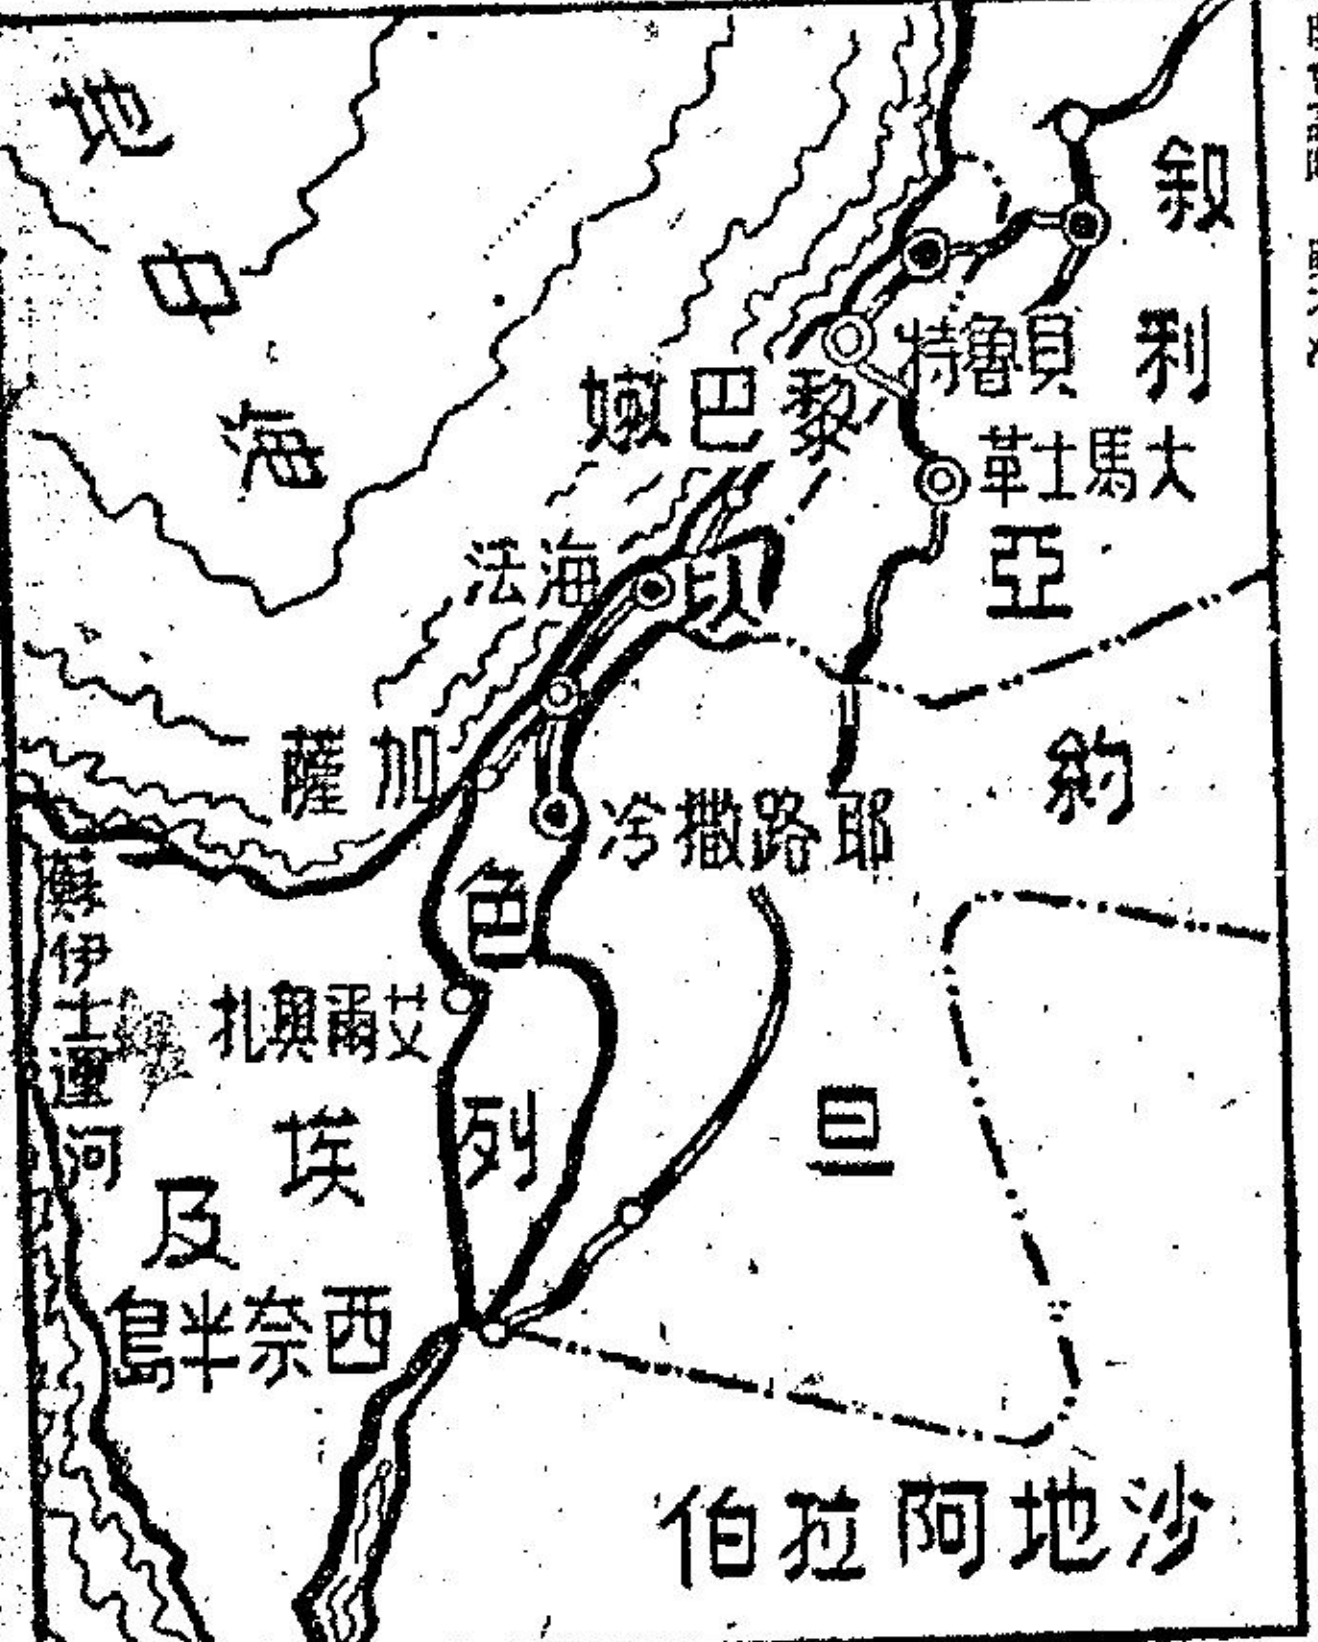 地中海
敍利亞
貝魯特
黎巴嫩
大馬士革
海法
以色列
加薩
耶路撒冷
約旦
蘇伊士運河
艾爾奧扎
埃及
西奈半島
沙地阿拉伯